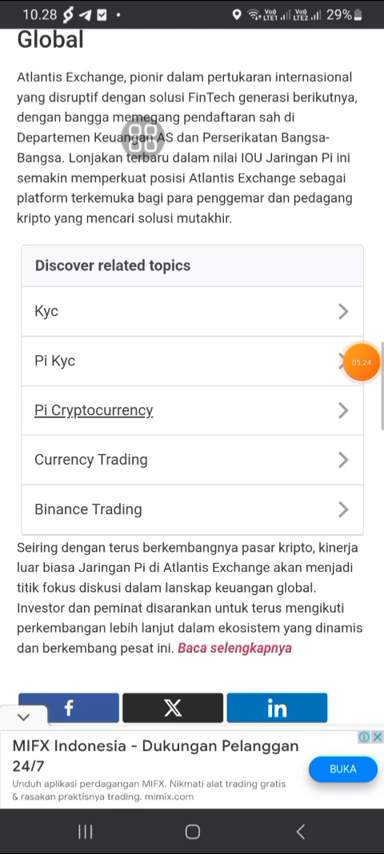 10.28
Vo)) LTE1
Vo)) LTE2
29%
Global
Atlantis Exchange, pionir dalam pertukaran internasional
yang disruptif dengan solusi FinTech generasi berikutnya,
dengan bangga memegang pendaftaran sah di
Departemen Keuangan AS dan Perserikatan Bangsa-
Bangsa. Lonjakan terbaru dalam nilai IOU Jaringan Pi ini
semakin memperkuat posisi Atlantis Exchange sebagai
platform terkemuka bagi para penggemar dan pedagang
kripto yang mencari solusi mutakhir.
Discover related topics
Kyc
Pi Kyc
05:24
Pi Cryptocurrency
Currency Trading
Binance Trading
Seiring dengan terus berkembangnya pasar kripto, kinerja
luar biasa Jaringan Pi di Atlantis Exchange akan menjadi
titik fokus diskusi dalam lanskap keuangan global.
Investor dan peminat disarankan untuk terus mengikuti
perkembangan lebih lanjut dalam ekosistem yang dinamis
dan berkembang pesat ini. Baca selengkapnya
f X in
MIFX Indonesia - Dukungan Pelanggan
24/7
BUKA
Unduh aplikasi perdagangan MIFX. Nikmati alat trading gratis
& rasakan praktisnya trading. mimix.com